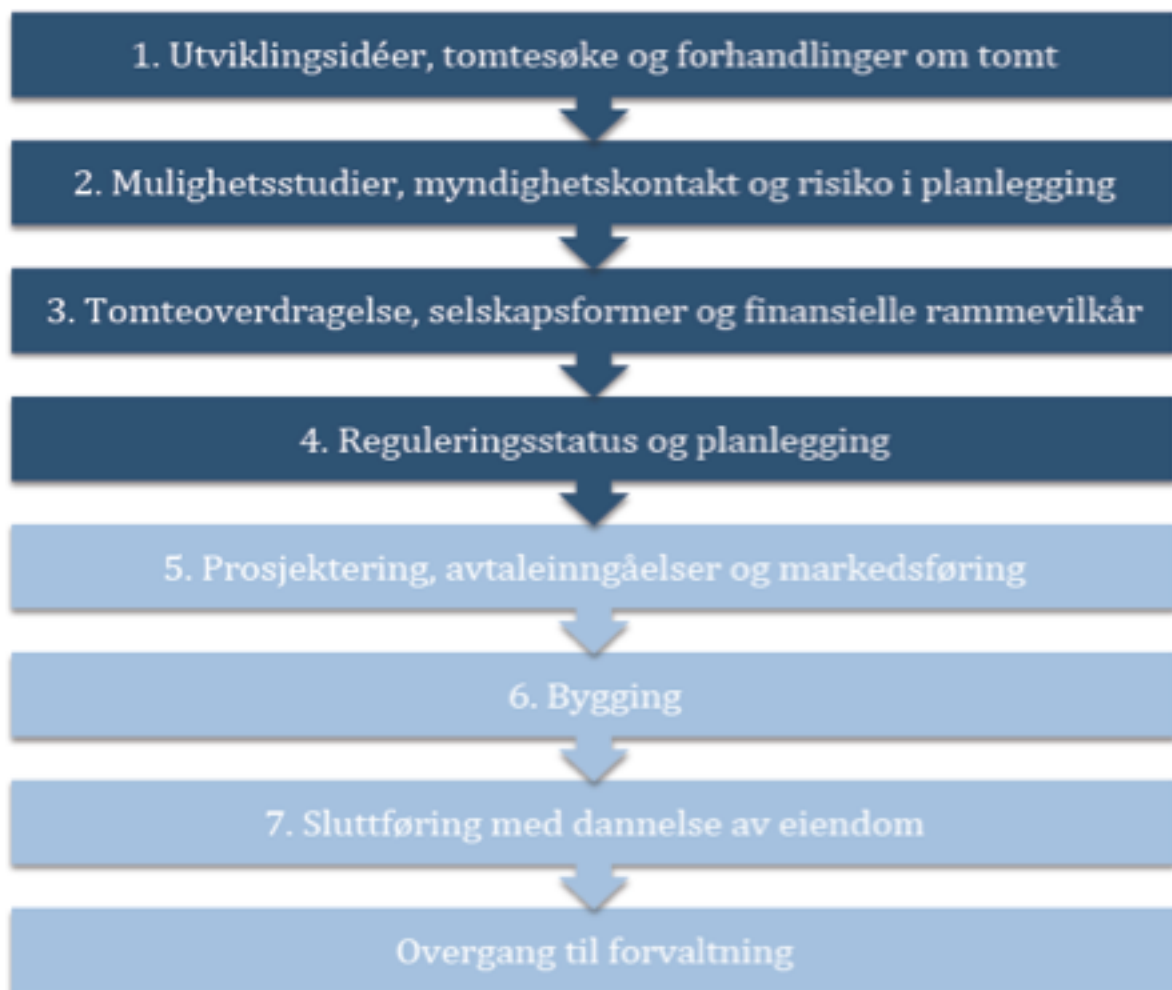 1. Utviklingsidéer, tomtesøke og forhandlinger om tomt
2. Mulighetsstudier, myndighetskontakt og risiko i planlegging
3. Tomteoverdragelse, selskapsformer og finansielle rammevilkår
4. Reguleringsstatus og planlegging
5. Prosjektering, avtaleinngåelser og markedsføring
6. Bygging
7. Sluttføring med dannelse av eiendom
Overgang til forvaltning